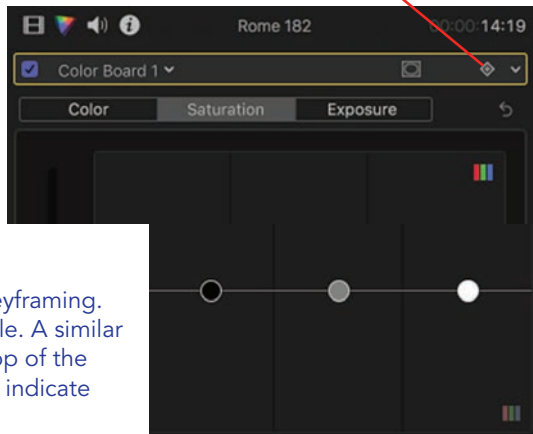 Rome 182
00:00:14:19
Color Board 1
Color Saturation Exposure
eyframing.
le. A similar
op of the
indicate